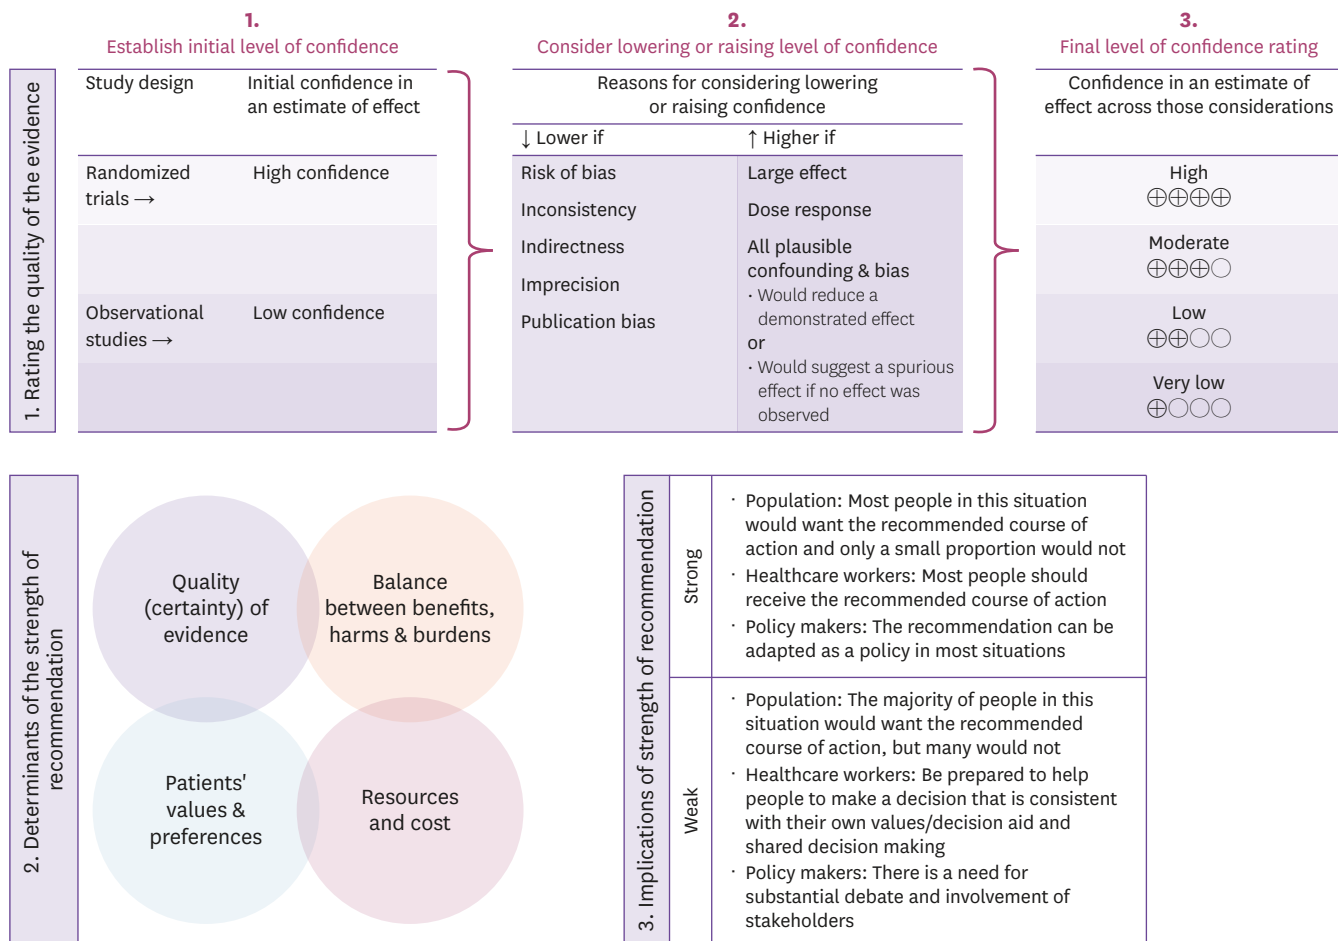 1.
Establish initial level of confidence
2.
Consider lowering or raising level of confidence
3.
Final level of confidence rating
1. Rating the quality of the evidence
Study design
Initial confidence in
an estimate of effect
Randomized
trials →
High confidence
Observational
studies →
Low confidence
Reasons for considering lowering
or raising confidence
↓ Lower if
↑ Higher if
Risk of bias
Inconsistency
Indirectness
Imprecision
Publication bias
Large effect
Dose response
All plausible
confounding & bias
· Would reduce a
demonstrated effect
or
· Would suggest a spurious
effect if no effect was
observed
Confidence in an estimate of
effect across those considerations
High
⊕⊕⊕⊕
Moderate
⊕⊕⊕○
Low
⊕⊕○○
Very low
⊕○○○
2. Determinants of the strength of
recommendation
Quality
(certainty) of
evidence
Balance
between benefits,
harms & burdens
Patients'
values &
preferences
Resources
and cost
3. Implications of strength of recommendation
Strong
· Population: Most people in this situation
would want the recommended course of
action and only a small proportion would not
· Healthcare workers: Most people should
receive the recommended course of action
· Policy makers: The recommendation can be
adapted as a policy in most situations
Weak
· Population: The majority of people in this
situation would want the recommended
course of action, but many would not
· Healthcare workers: Be prepared to help
people to make a decision that is consistent
with their own values/decision aid and
shared decision making
· Policy makers: There is a need for
substantial debate and involvement of
stakeholders